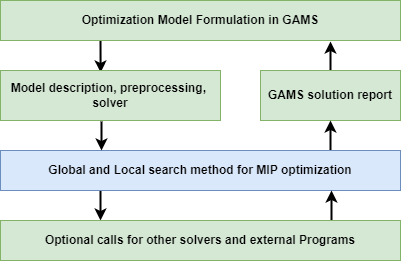 Optimization Model Formulation in GAMS
Model description, preprocessing,
solver
GAMS solution report
Global and Local search method for MIP optimization
Optional calls for other solvers and external Programs